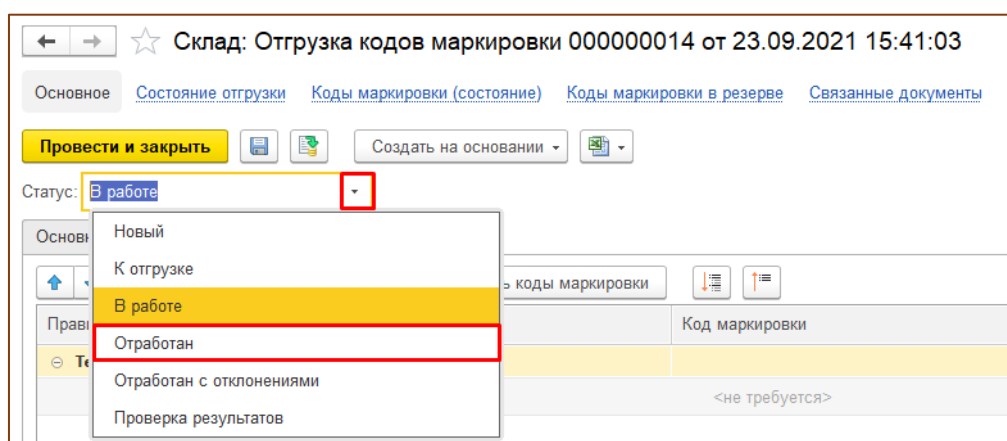 Склад: Отгрузка кодов маркировки 000000014 от 23.09.2021 15:41:03
Основное Состояние отгрузки Коды маркировки (состояние) Коды маркировки в резерве Связанные документы
Провести и закрыть Создать на основании
Статус: В работе
Новый
К отгрузке
коды маркировки
В работе
Код маркировки
Отработан
Отработан с отклонениями
<не требуется>
Проверка результатов